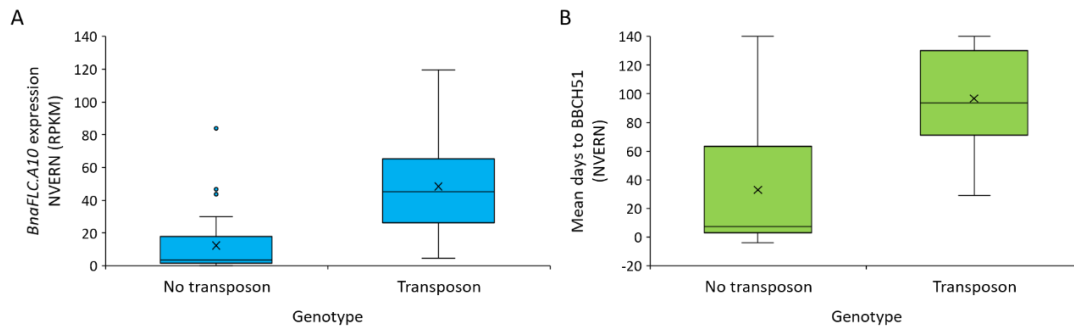 A
BnaFLC.A10 expression
NVERN (RPKM)
140
120
100
80
60
40
20
0
No transposon
Transposon
Genotype
B
Mean days to BBCH51
(NVERN)
140
120
100
80
60
40
20
0
-20
No transposon
Transposon
Genotype